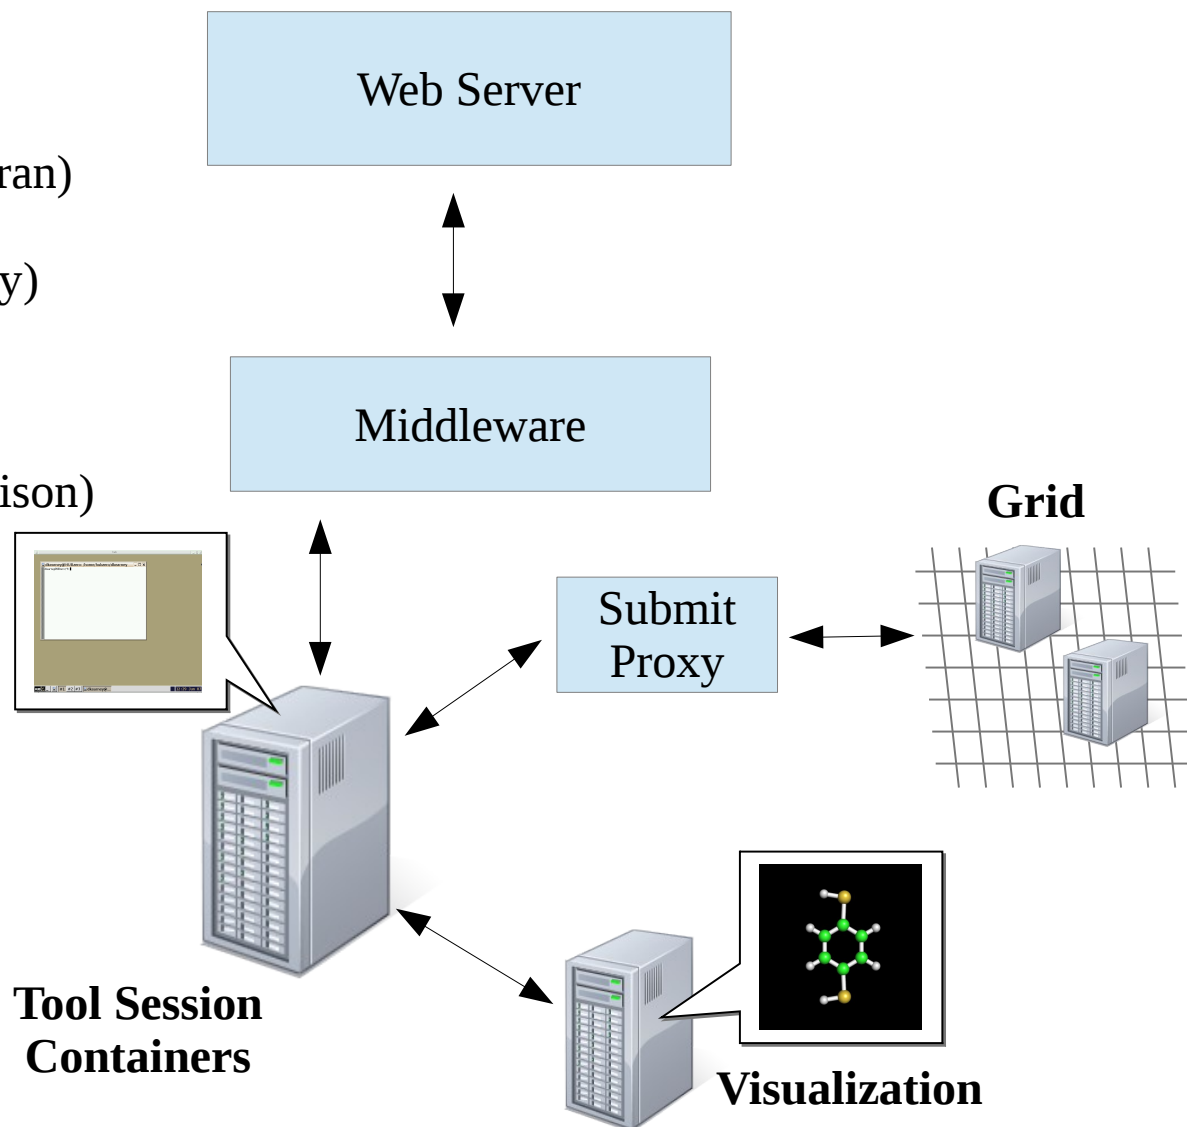 Web Server
ran)
y)
Middleware
ison)
Grid
Submit
Proxy
Tool Session
Containers
Visualization